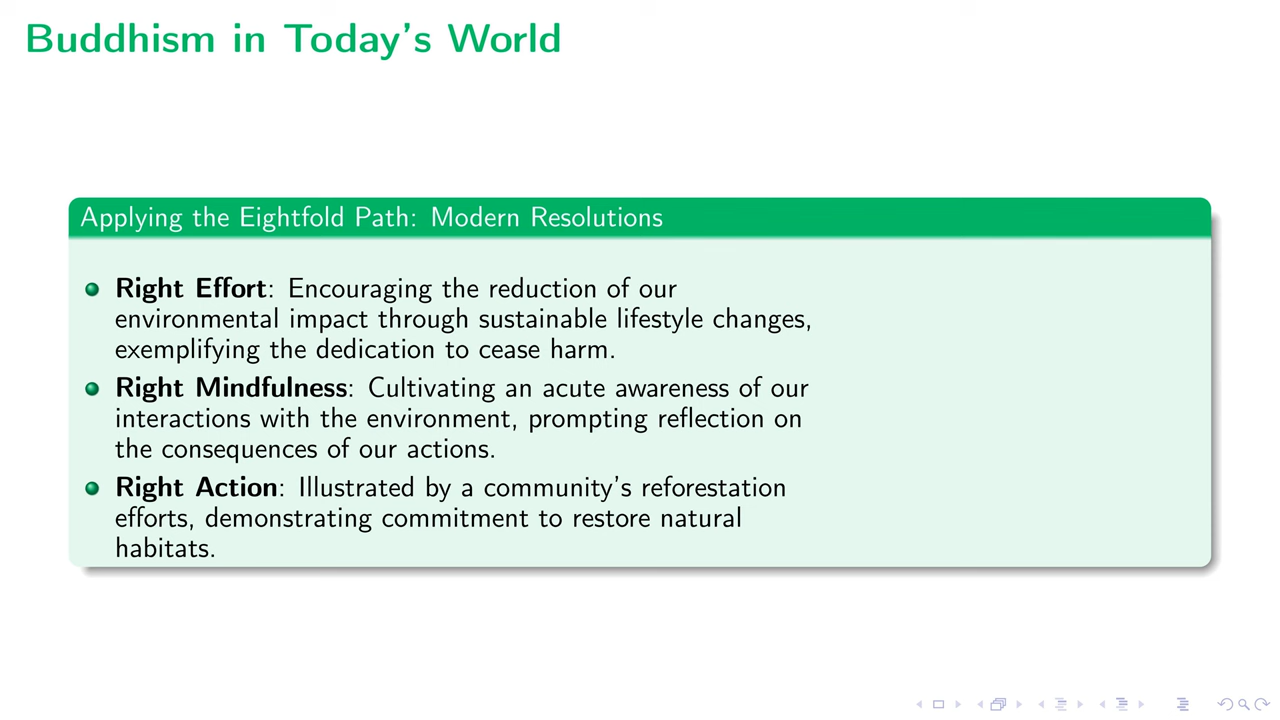 Buddhism in Today's World
Applying the Eightfold Path: Modern Resolutions
Right Effort: Encouraging the reduction of our
environmental impact through sustainable lifestyle changes,
exemplifying the dedication to cease harm.
Right Mindfulness: Cultivating an acute awareness of our
interactions with the environment, prompting reflection on
the consequences of our actions.
Right Action: Illustrated by a community's reforestation
efforts, demonstrating commitment to restore natural
habitats.